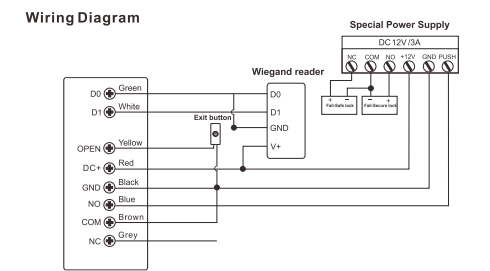 Wiring Diagram
Special Power Supply
DC 12V /3A
NC COM NO +12V GND PUSH
+ − − +
Fail-Safe lock Fail-Secure lock
Wiegand reader
D0
D1
GND
V+
Exit button
D0 Green
D1 White
OPEN Yellow
DC+ Red
GND Black
NO Blue
COM Brown
NC Grey